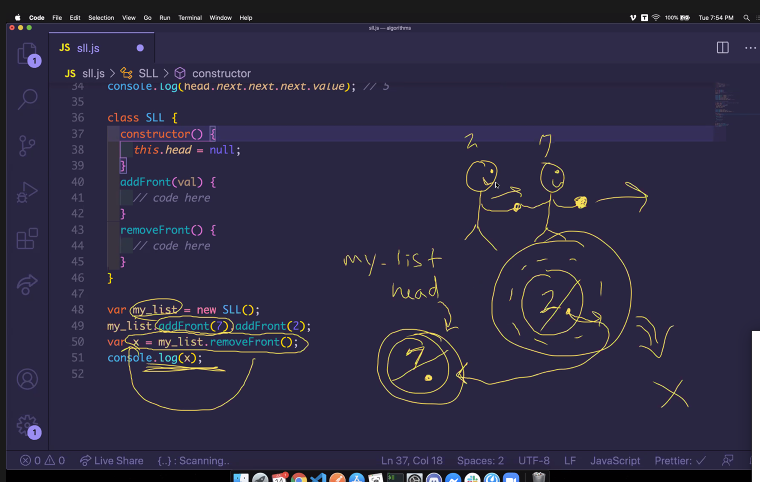 Code File Edit Selection View Go Run Terminal Window Help 100% Tue 7:54 PM
sll.js — algorithms
JS sll.js
JS sll.js > SLL > constructor
34 console.log(head.next.next.next.value); // 5
35
36 class SLL {
37 constructor() {
38 this.head = null;
39 }
40 addFront(val) {
41 // code here
42 }
43 removeFront() {
44 // code here
45 }
46 }
47
48 var my_list = new SLL();
49 my_list.addFront(7).addFront(2);
50 var x = my_list.removeFront();
51 console.log(x);
52
2 7
my_list
head
2
7
X
1
1
0 0 Live Share {..} : Scanning.. Ln 37, Col 18 Spaces: 2 UTF-8 LF JavaScript Prettier: ✓